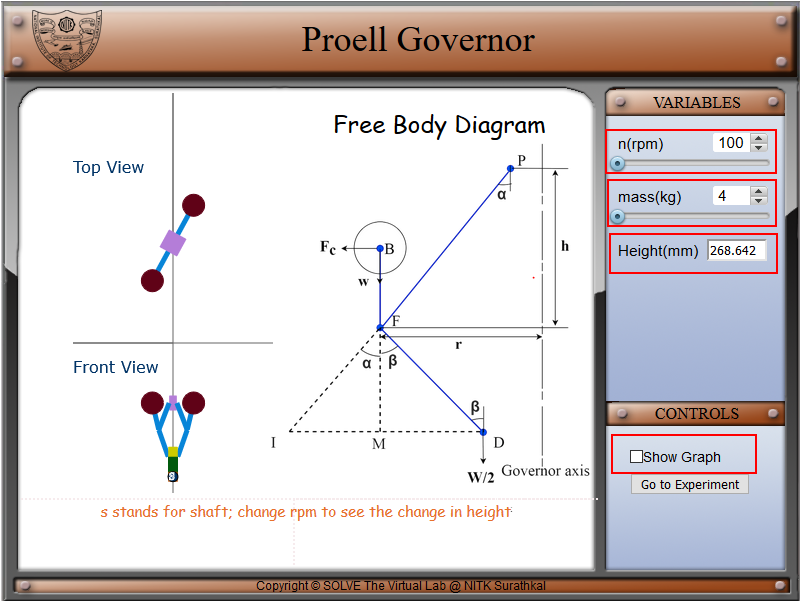 Proell Governor
Top View
Front View
Free Body Diagram
P
α
B
Fc
w
h
F
r
α
β
β
I
M
D
W/2
Governor axis
s
s stands for shaft; change rpm to see the change in height
VARIABLES
n(rpm) 100
mass(kg) 4
Height(mm) 268.642
CONTROLS
Show Graph
Go to Experiment
Copyright © SOLVE The Virtual Lab @ NITK Surathkal